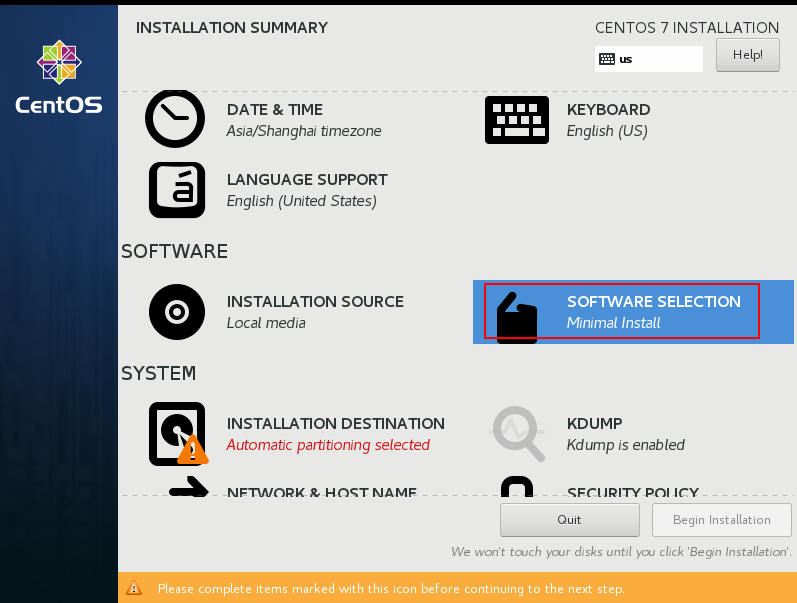 INSTALLATION SUMMARY
CENTOS 7 INSTALLATION
us
Help!
CentOS
DATE & TIME
Asia/Shanghai timezone
KEYBOARD
English (US)
á
LANGUAGE SUPPORT
English (United States)
SOFTWARE
INSTALLATION SOURCE
Local media
SOFTWARE SELECTION
Minimal Install
SYSTEM
INSTALLATION DESTINATION
Automatic partitioning selected
KDUMP
Kdump is enabled
NETWORK & HOST NAME
SECURITY POLICY
Quit
Begin Installation
We won't touch your disks until you click 'Begin Installation'.
Please complete items marked with this icon before continuing to the next step.